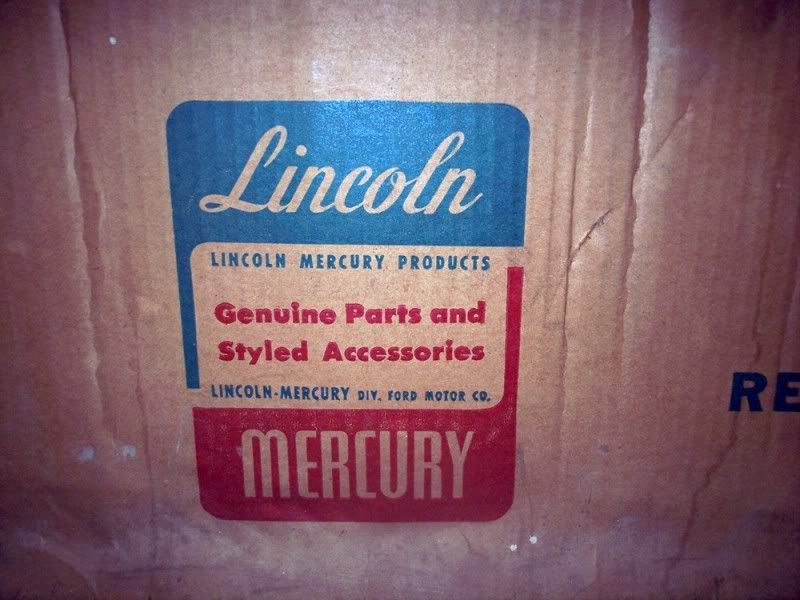 Lincoln
LINCOLN MERCURY PRODUCTS
Genuine Parts and
Styled Accessories
LINCOLN-MERCURY DIV. FORD MOTOR CO.
MERCURY
RE